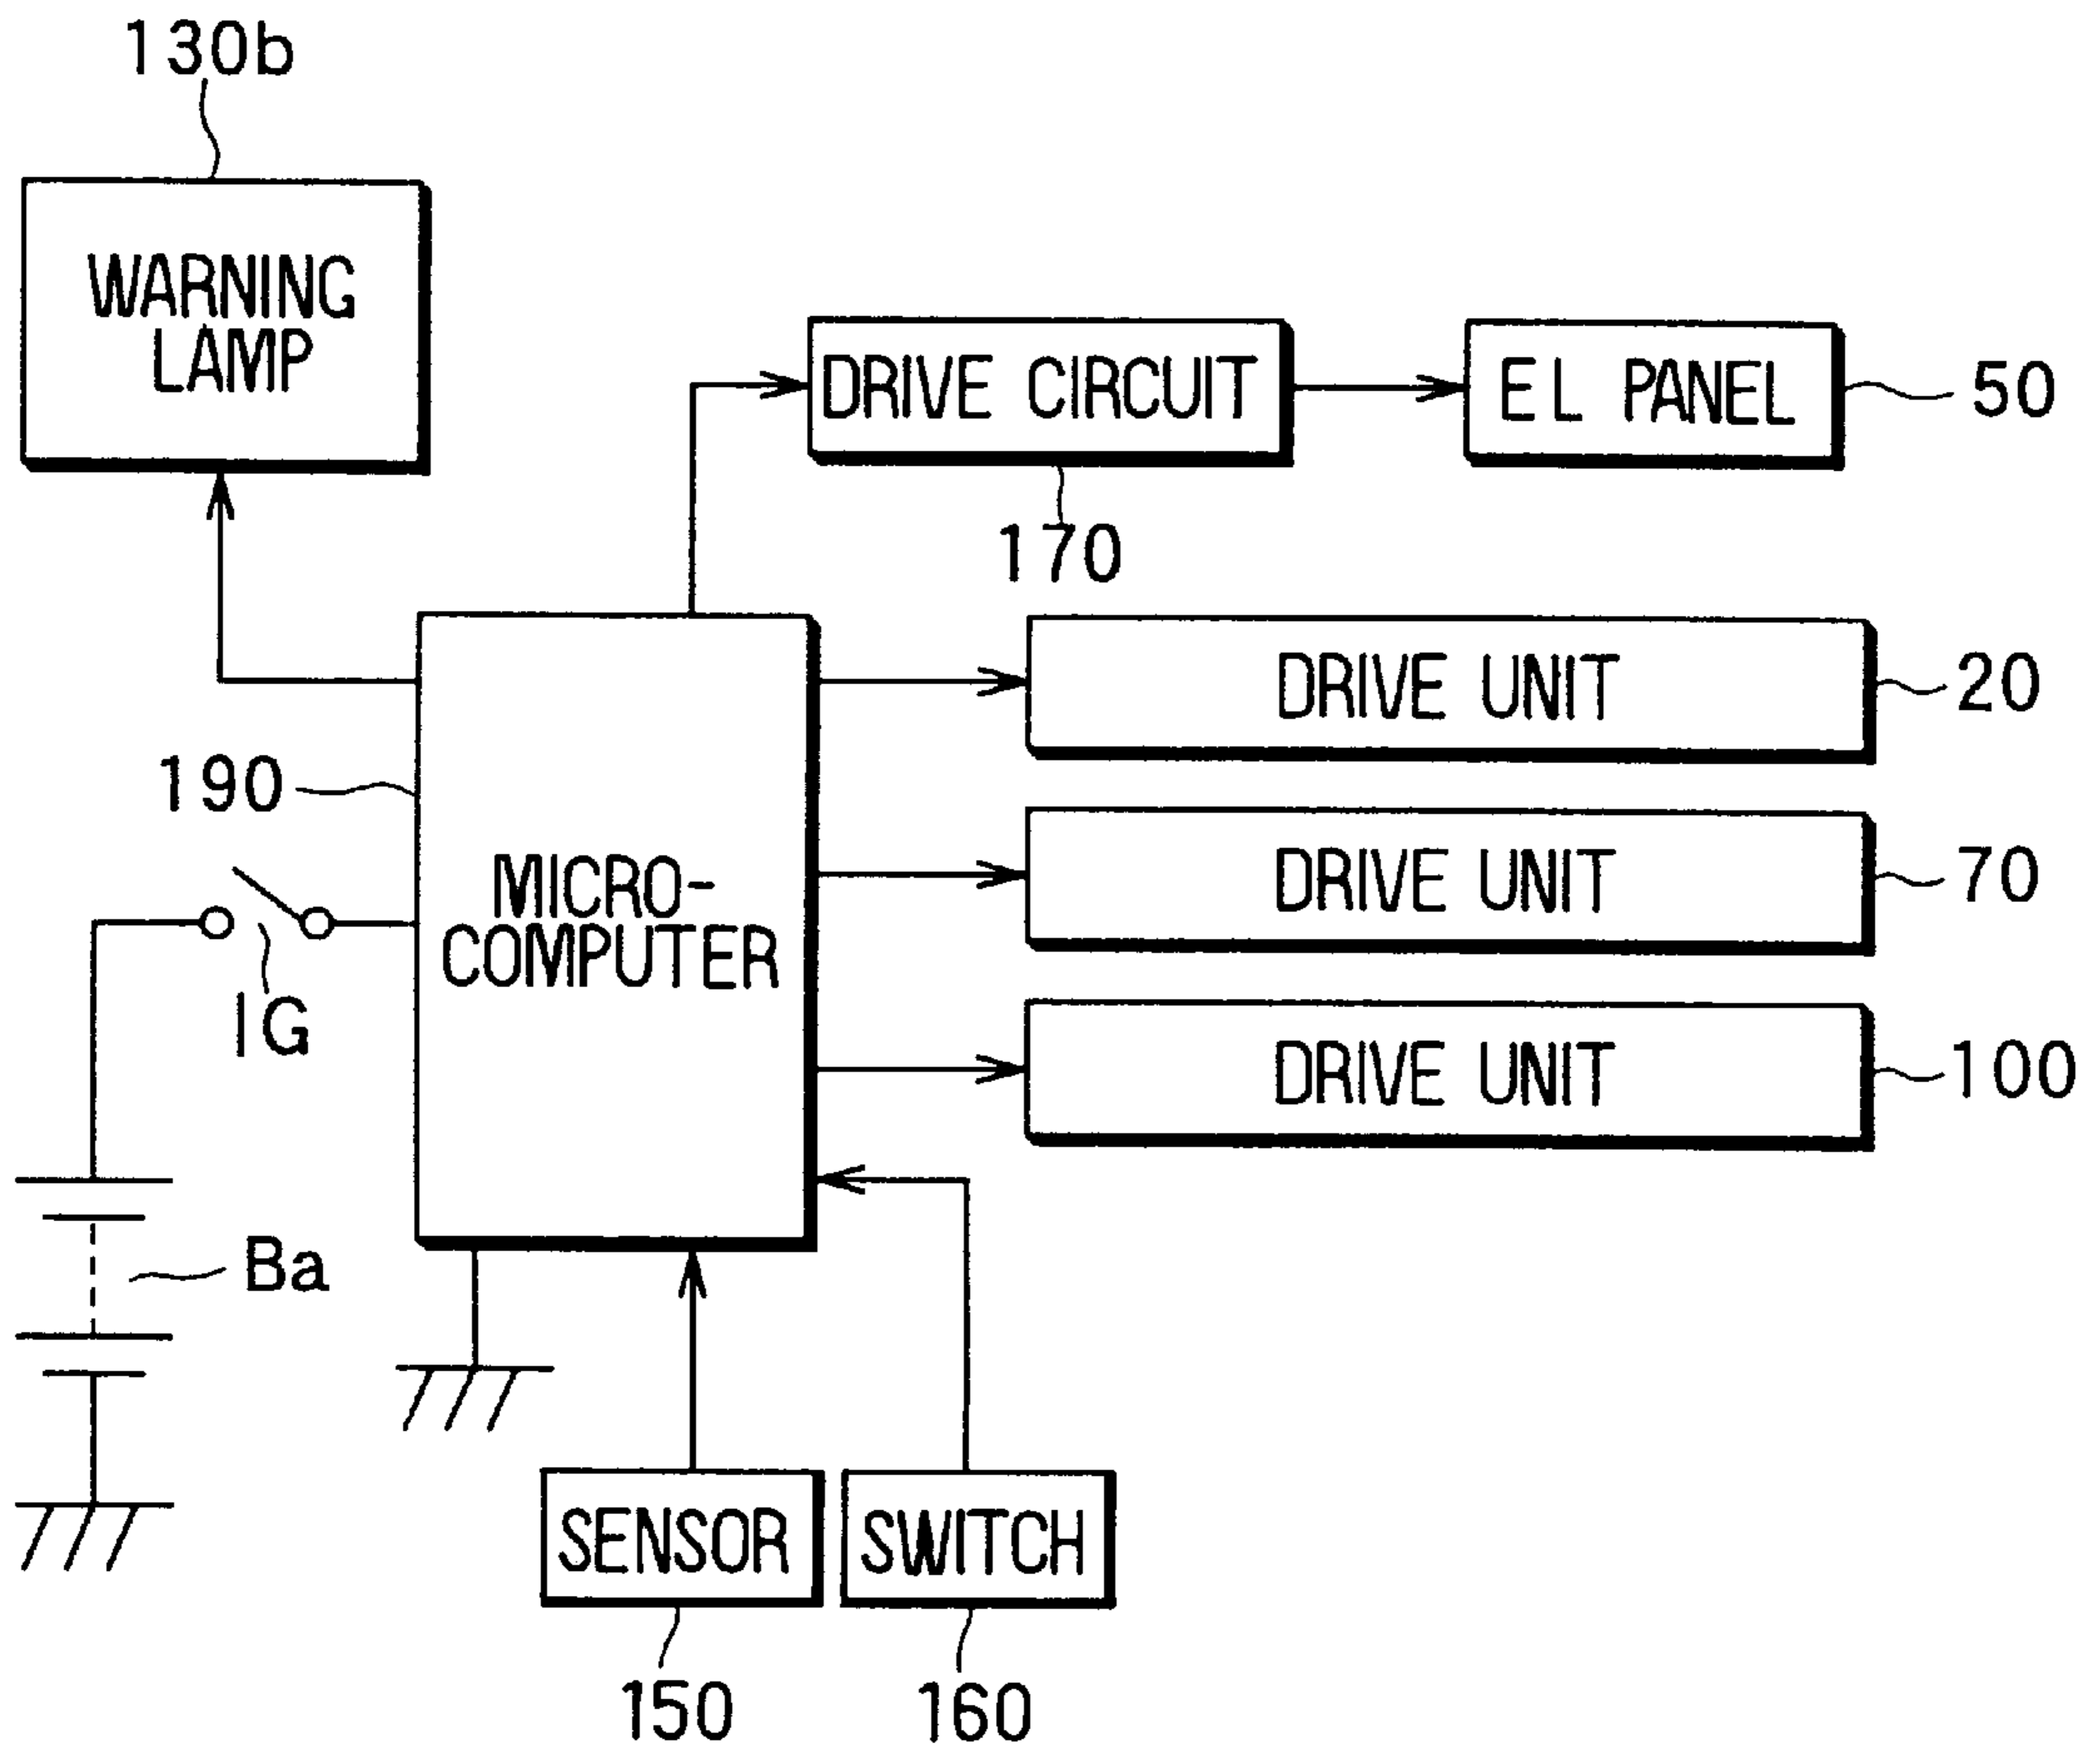 130b
WARNING
LAMP
DRIVE CIRCUIT
EL PANEL
50
170
DRIVE UNIT
20
190
DRIVE UNIT
70
MICRO-
COMPUTER
IG
DRIVE UNIT
100
Ba
SENSOR
SWITCH
150
160